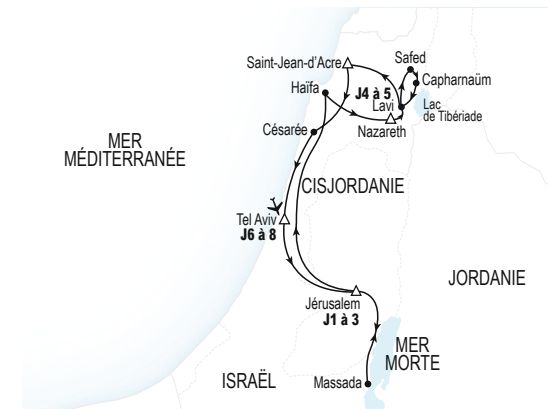 Safed
Saint-Jean-d'Acre
Capharnaüm
Haïfa
J4 à 5
Lavi
Lac
de Tibériade
Césarée
Nazareth
MER
MÉDITERRANÉE
CISJORDANIE
Tel Aviv
J6 à 8
JORDANIE
Jérusalem
J1 à 3
MER
MORTE
ISRAËL
Massada